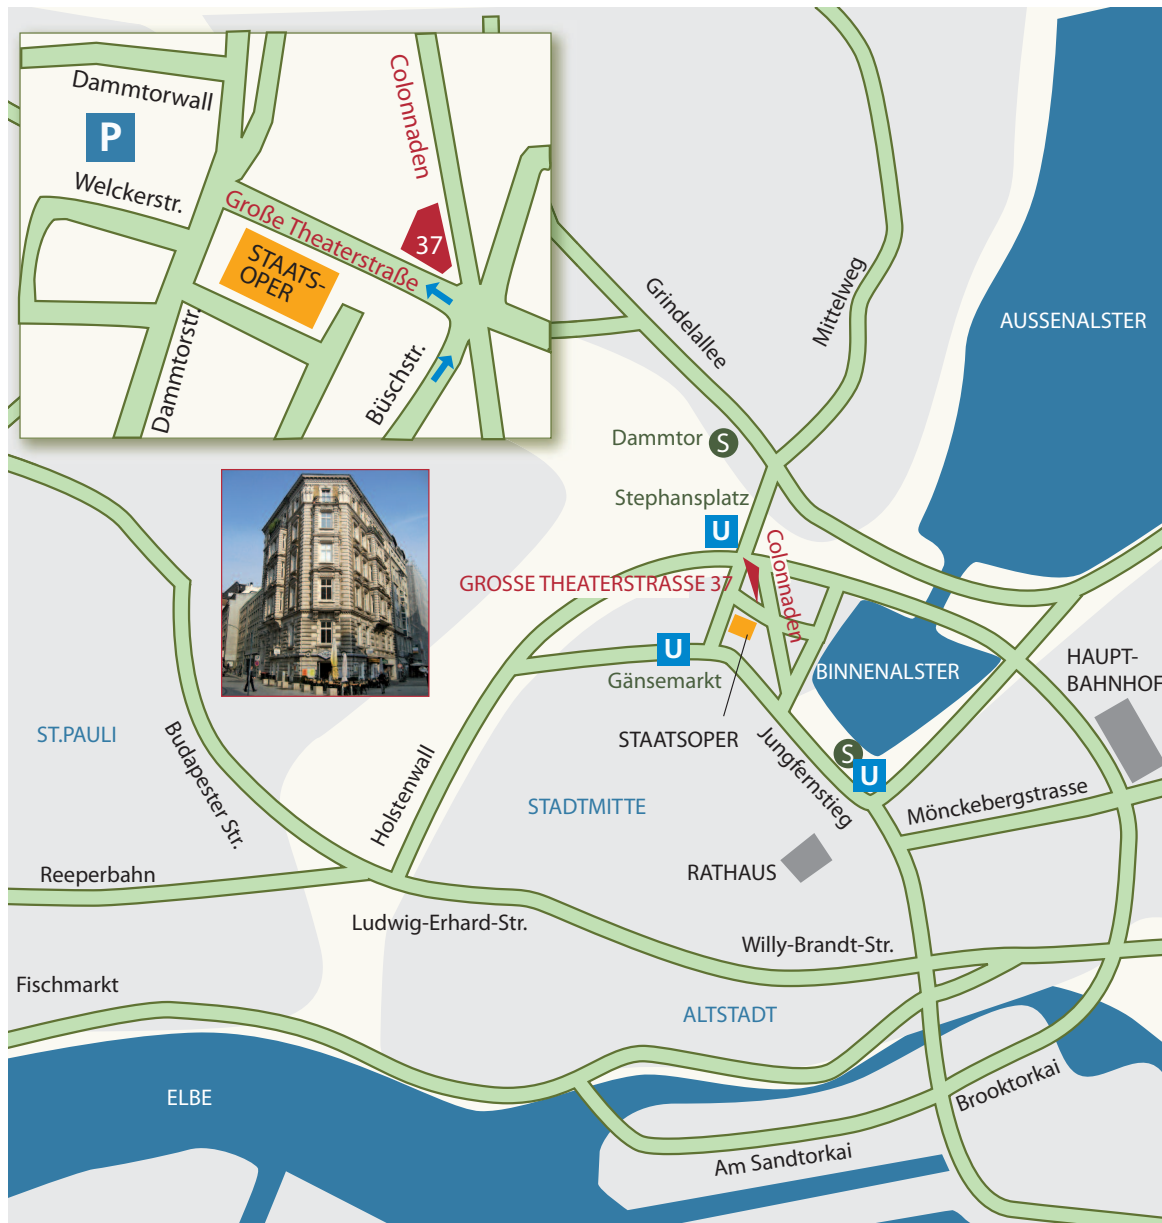 Dammtorwall
P
Welckerstr.
Colonnaden
Große Theaterstraße
37
STAATS-
OPER
Dammtorstr.
Büschstr.
Grindelallee
Mittelweg
AUSSENALSTER
Dammtor S
Stephansplatz
U
Colonnaden
GROSSE THEATERSTRASSE 37
U
Gänsemarkt
BINNENALSTER
HAUPT-
BAHNHOF
STAATSOPER
Jungfernstieg
S
U
ST.PAULI
Budapester Str.
Holstenwall
STADTMITTE
Mönckebergstrasse
RATHAUS
Reeperbahn
Ludwig-Erhard-Str.
Willy-Brandt-Str.
Fischmarkt
ALTSTADT
ELBE
Brooktorkai
Am Sandtorkai